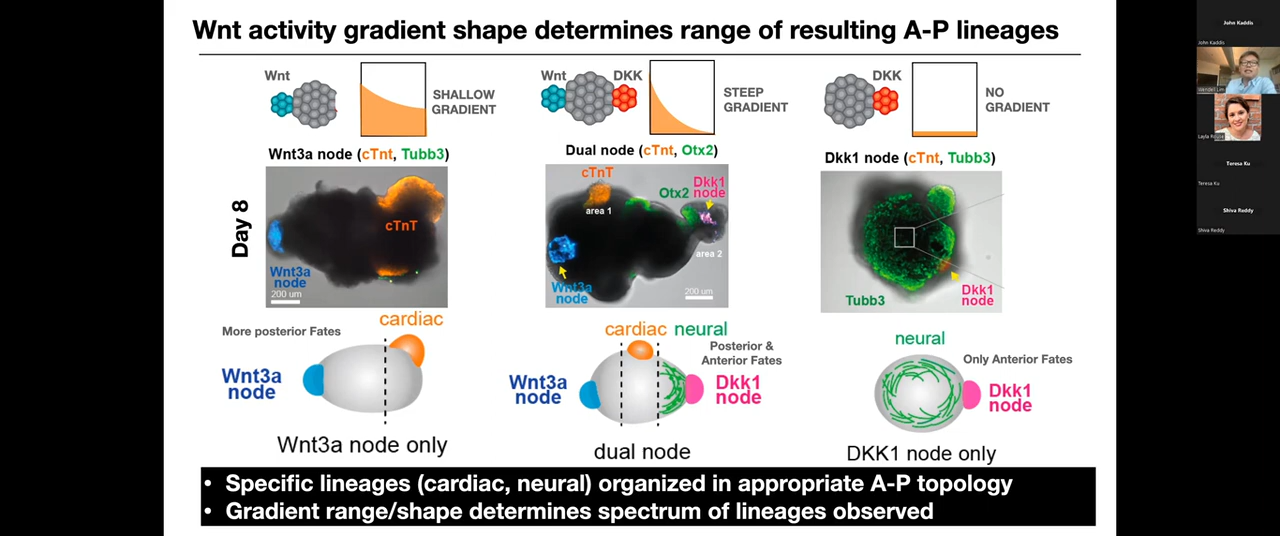 Wnt activity gradient shape determines range of resulting A-P lineages
Wnt
SHALLOW
GRADIENT
Wnt
DKK
STEEP
GRADIENT
DKK
NO
GRADIENT
Wnt3a node (cTnt, Tubb3)
Dual node (cTnt, Otx2)
Dkk1 node (cTnt, Tubb3)
Day 8
cTnT
Wnt3a
node
200 um
cTnT
area 1
Otx2
Dkk1
node
area 2
Wnt3a
node
200 um
Tubb3
Dkk1
node
More posterior Fates
cardiac
Wnt3a
node
Wnt3a node only
cardiac
neural
Posterior &
Anterior Fates
Wnt3a
node
Dkk1
node
dual node
neural
Only Anterior Fates
Dkk1
node
DKK1 node only
• Specific lineages (cardiac, neural) organized in appropriate A-P topology
• Gradient range/shape determines spectrum of lineages observed
John Kaddis
John Kaddis
Wendell Lim
Layla
Teresa Ku
Teresa Ku
Shiva Reddy
Shiva Reddy